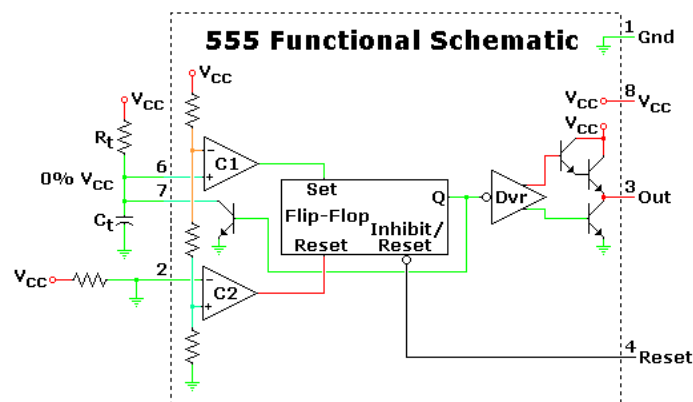 555 Functional Schematic
1 Gnd
VCC
VCC
VCC 8 VCC
VCC
Rt
6
C1
0% VCC
7
Set
Q
Dvr
3 Out
Ct
Flip-Flop
Inhibit/
Reset
Reset
2
VCC
C2
4 Reset